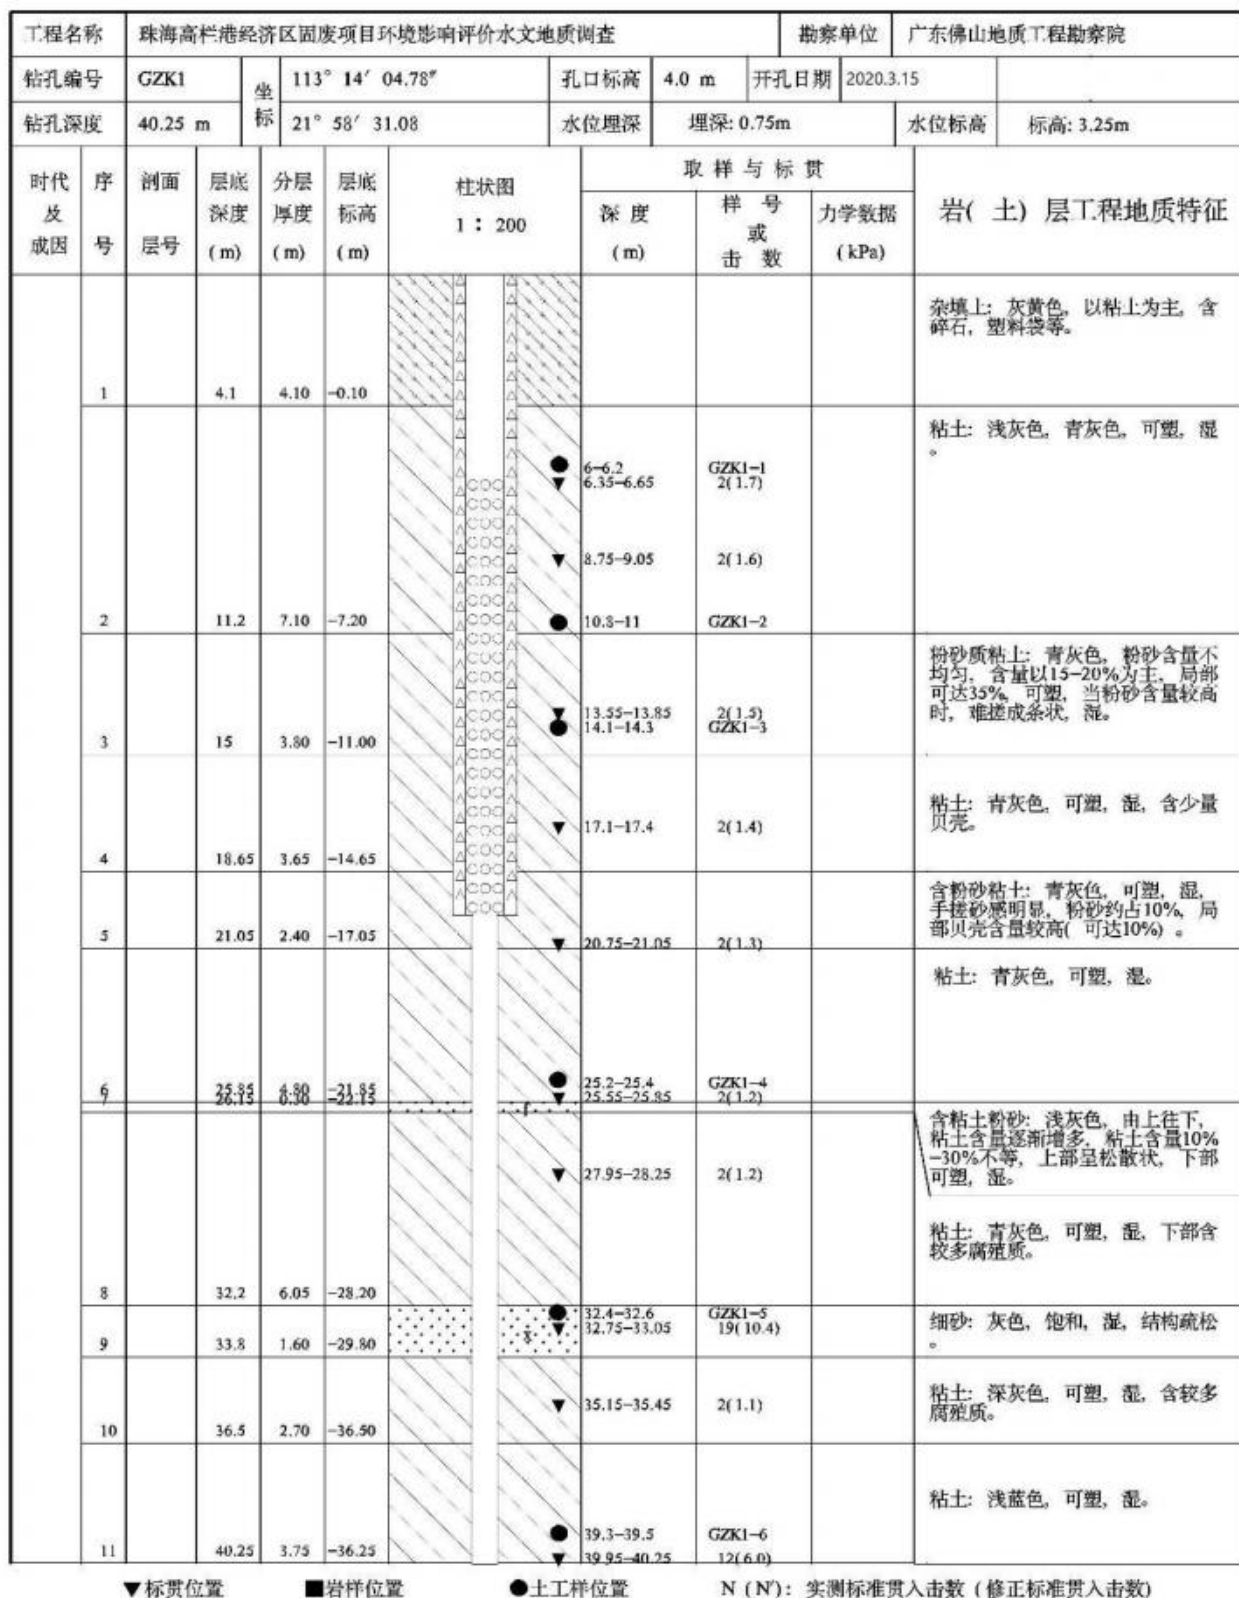 工程名称 珠海高栏港经济区固废项目环境影响评价水文地质调查 勘察单位 广东佛山地质工程勘察院
钻孔编号 GZK1 坐标 113° 14′ 04.78″ 孔口标高 4.0 m 开孔日期 2020.3.15
钻孔深度 40.25 m 21° 58′ 31.08 水位埋深 埋深: 0.75m 水位标高 标高: 3.25m
时代及成因 序号 剖面层号 层底深度(m) 分层厚度(m) 层底标高(m) 柱状图 1：200 取样与标贯 岩(土)层工程地质特征
深度(m) 样号或击数 力学数据(kPa)
杂填上: 灰黄色, 以粘上为主, 含
碎石, 塑料袋等。
1 4.1 4.10 -0.10
粘土: 浅灰色, 青灰色, 可塑, 湿
。
6-6.2 GZK1-1
6.35-6.65 2(1.7)
8.75-9.05 2(1.6)
2 11.2 7.10 -7.20 10.8-11 GZK1-2
粉砂质粘上: 青灰色, 粉砂含量不
均匀, 含量以15-20%为主, 局部
可达35%, 可塑, 当粉砂含量较高
时, 难搓成条状, 湿。
13.55-13.85 2(1.5)
14.1-14.3 GZK1-3
3 15 3.80 -11.00
粘土: 青灰色, 可塑, 湿, 含少量
贝壳。
17.1-17.4 2(1.4)
4 18.65 3.65 -14.65
含粉砂粘土: 青灰色, 可塑, 湿,
手搓砂感明显, 粉砂约占10%, 局
部贝壳含量较高( 可达10%) 。
5 21.05 2.40 -17.05 20.75-21.05 2(1.3)
粘土: 青灰色, 可塑, 湿。
25.2-25.4 GZK1-4
6 25.85 4.80 -21.85 25.55-25.85 2(1.2)
7 26.15 0.30 -22.15
含粘土粉砂: 浅灰色, 由上往下,
粘土含量逐渐增多, 粘土含量10%
-30%不等, 上部呈松散状, 下部
可塑, 湿。
27.95-28.25 2(1.2)
粘土: 青灰色, 可塑, 湿, 下部含
较多腐殖质。
8 32.2 6.05 -28.20
32.4-32.6 GZK1-5
32.75-33.05 19(10.4)
细砂: 灰色, 饱和, 湿, 结构疏松
。
9 33.8 1.60 -29.80
粘土: 深灰色, 可塑, 湿, 含较多
腐殖质。
35.15-35.45 2(1.1)
10 36.5 2.70 -36.50
粘土: 浅蓝色, 可塑, 湿。
39.3-39.5 GZK1-6
11 40.25 3.75 -36.25 39.95-40.25 12(6.0)
▼标贯位置 ■岩样位置 ●土工样位置 N (N′): 实测标准贯入击数 (修正标准贯入击数)